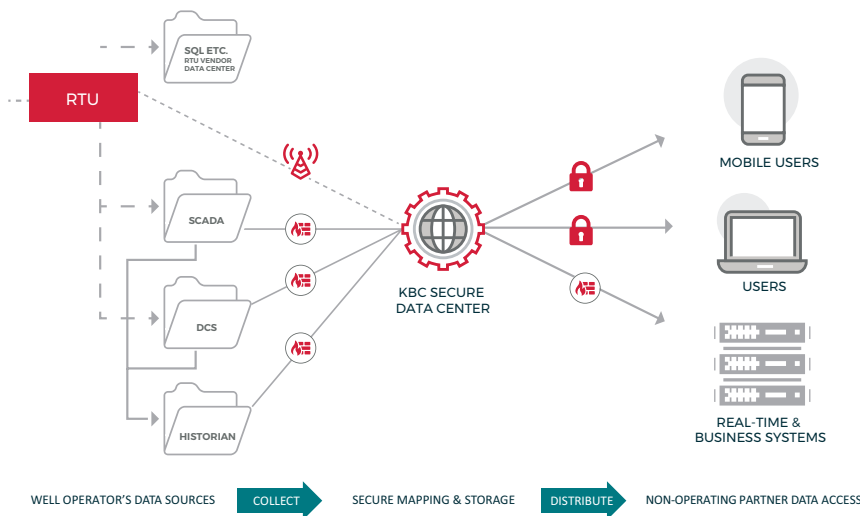 SQL ETC.
RTU VENDOR
DATA CENTER
RTU
MOBILE USERS
SCADA
KBC SECURE
DATA CENTER
USERS
DCS
HISTORIAN
REAL-TIME &
BUSINESS SYSTEMS
WELL OPERATOR'S DATA SOURCES
COLLECT
SECURE MAPPING & STORAGE
DISTRIBUTE
NON-OPERATING PARTNER DATA ACCESS